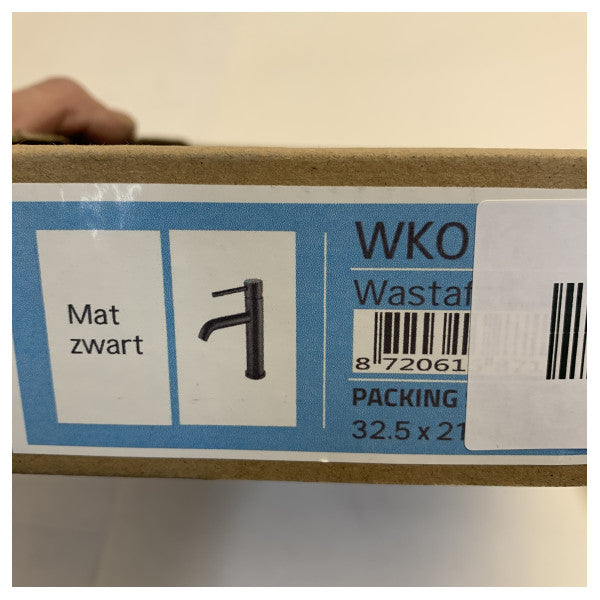 Mat
zwart
WKO
Wastaf
8 72061
PACKING
32.5 x 21